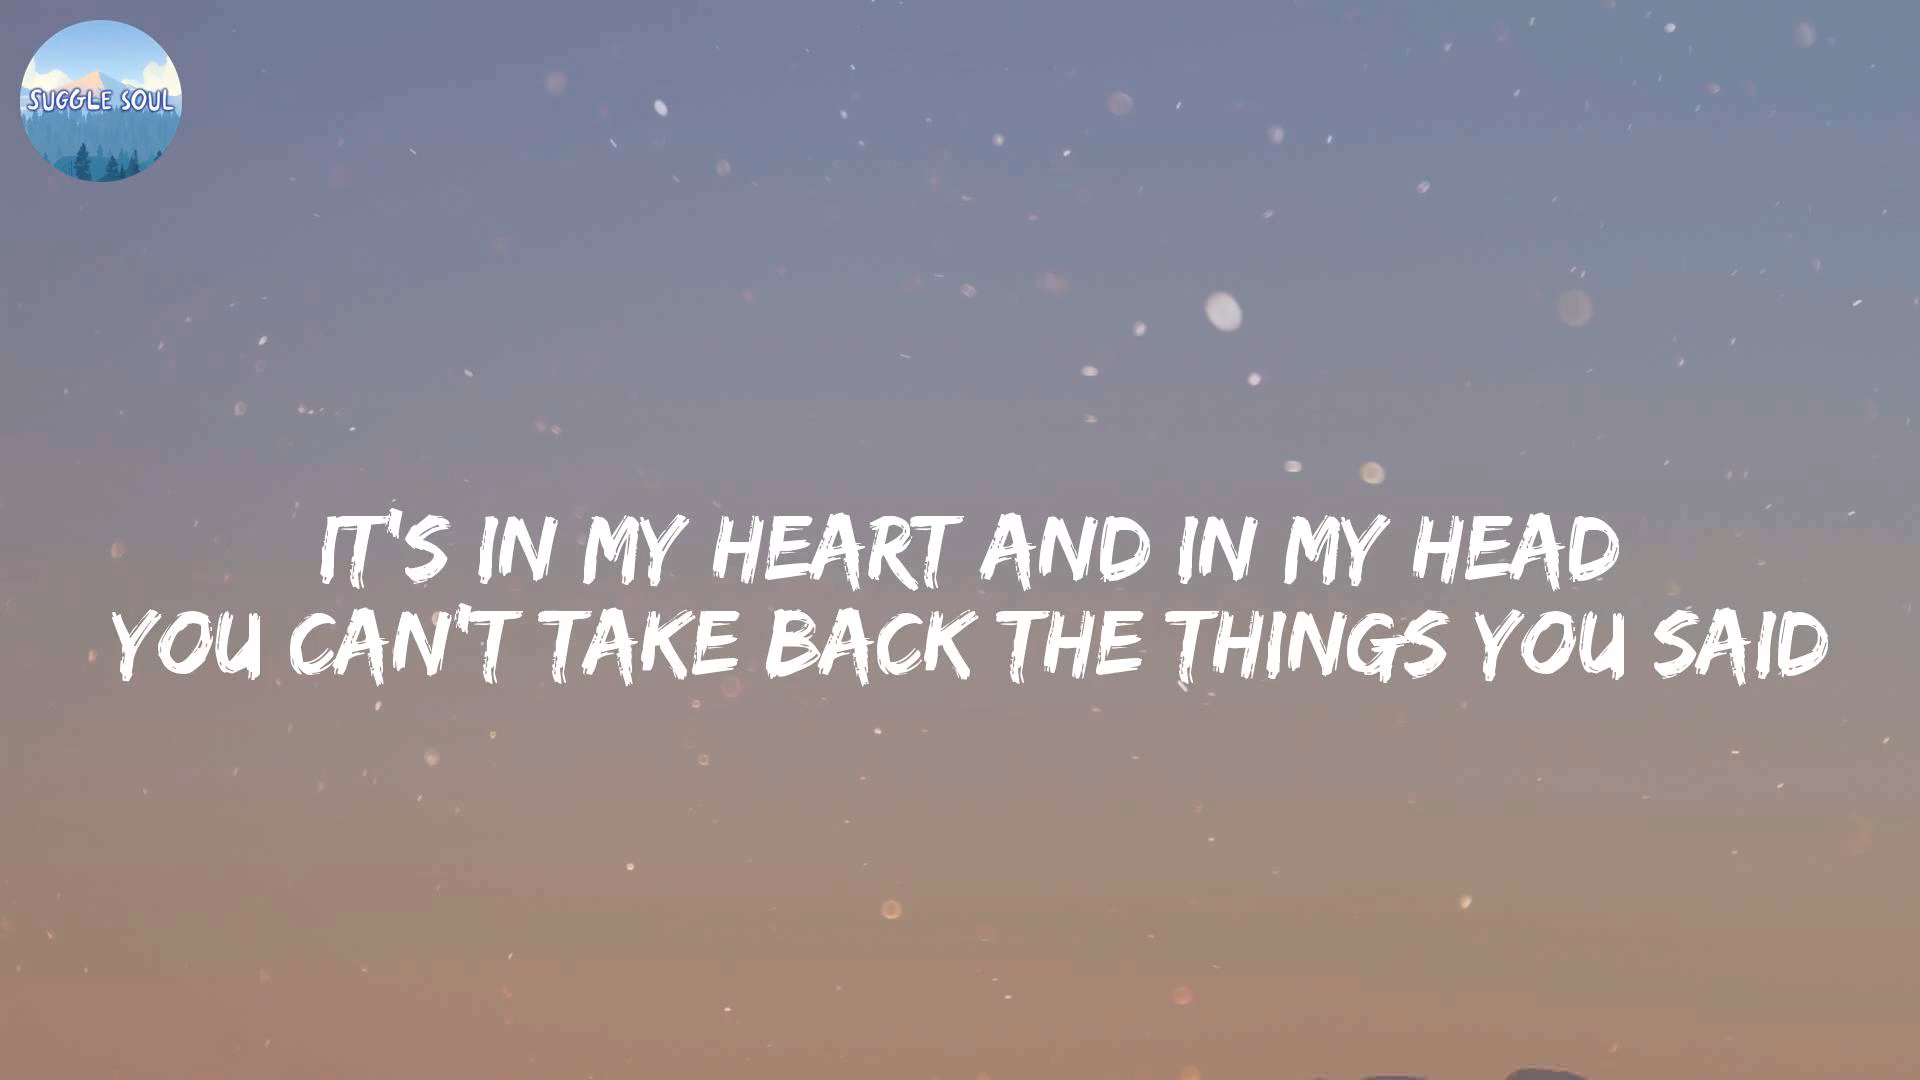 SUGGLE SOUL
IT'S IN MY HEART AND IN MY HEAD
YOU CAN'T TAKE BACK THE THINGS YOU SAID